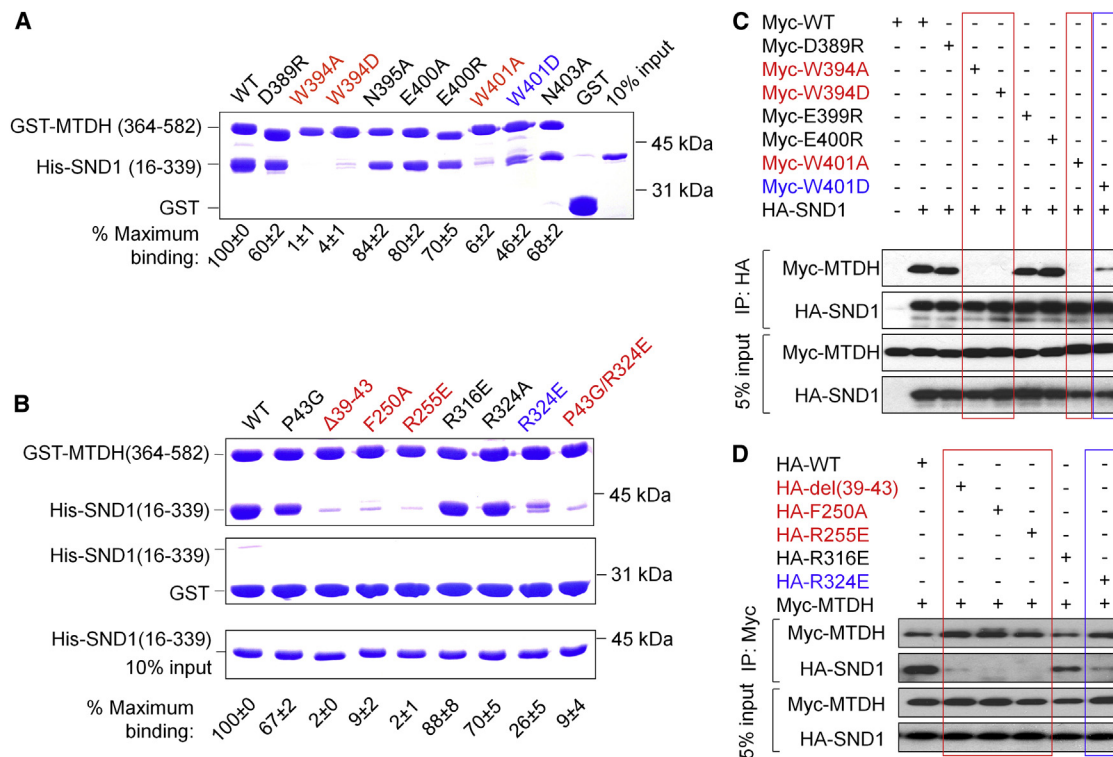 A
WT D389R W394A W394D N395A E400A E400R W401A W401D N403A GST 10% input
GST-MTDH (364-582)
45 kDa
His-SND1 (16-339)
31 kDa
GST
% Maximum binding:
100±0 60±2 1±1 4±1 84±2 80±2 70±5 6±2 46±2 68±2
B
WT P43G Δ39-43 F250A R255E R316E R324A R324E P43G/R324E
GST-MTDH(364-582)
45 kDa
His-SND1(16-339)
His-SND1(16-339)
31 kDa
GST
His-SND1(16-339)
10% input
45 kDa
% Maximum binding:
100±0 67±2 2±0 9±2 2±1 88±8 70±5 26±5 9±4
C
Myc-WT + + - - - - - - -
Myc-D389R - - + - - - - - -
Myc-W394A - - - + - - - - -
Myc-W394D - - - - + - - - -
Myc-E399R - - - - - + - - -
Myc-E400R - - - - - - + - -
Myc-W401A - - - - - - - + -
Myc-W401D - - - - - - - - +
HA-SND1 - + + + + + + + +
IP: HA
Myc-MTDH
HA-SND1
5% input
Myc-MTDH
HA-SND1
D
HA-WT + - - - - -
HA-del(39-43) - + - - - -
HA-F250A - - + - - -
HA-R255E - - - + - -
HA-R316E - - - - + -
HA-R324E - - - - - +
Myc-MTDH + + + + + +
IP: Myc
Myc-MTDH
HA-SND1
5% input
Myc-MTDH
HA-SND1